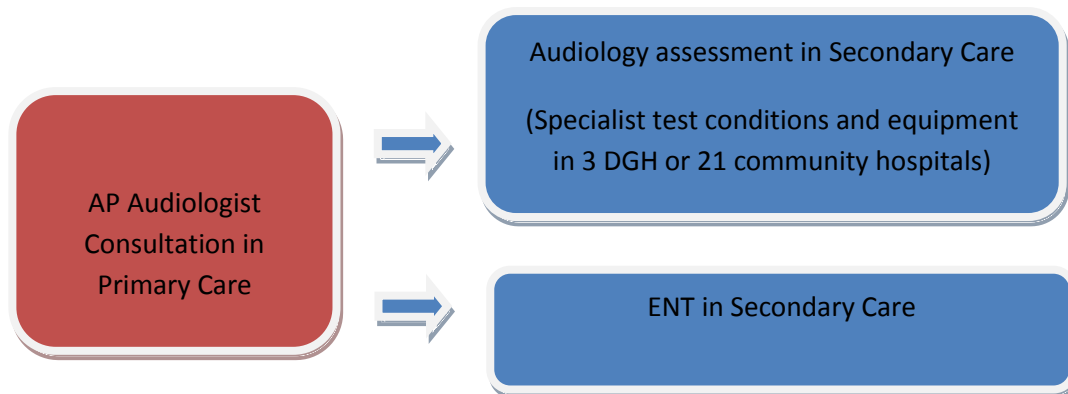 AP Audiologist
Consultation in
Primary Care
Audiology assessment in Secondary Care
(Specialist test conditions and equipment
in 3 DGH or 21 community hospitals)
ENT in Secondary Care